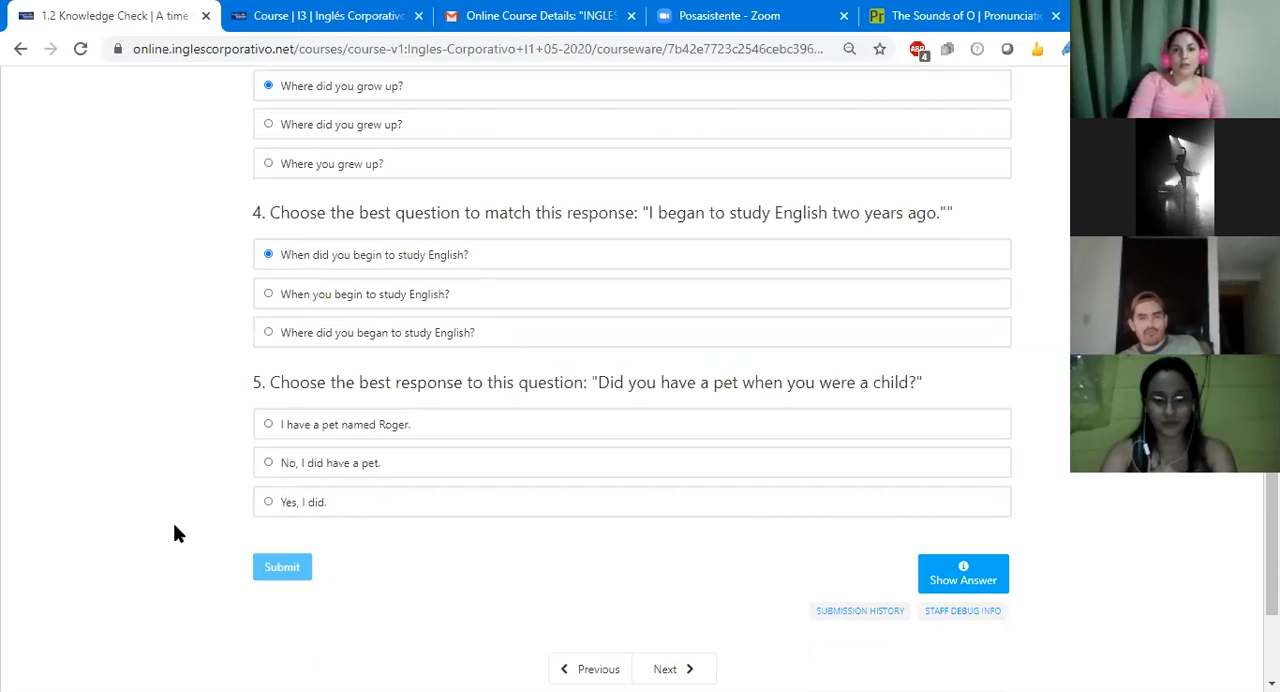 1.2 Knowledge Check | A time
Course | I3 | Inglés Corporativo
Online Course Details: "INGLES
Posasistente - Zoom
The Sounds of O | Pronunciatio
online.inglescorporativo.net/courses/course-v1:Ingles-Corporativo+I1+05-2020/courseware/7b42e7723c2546cebc396...
ABP
4
Pr
Where did you grow up?
Where did you grew up?
Where you grew up?
4. Choose the best question to match this response: "I began to study English two years ago.""
When did you begin to study English?
When you begin to study English?
Where did you began to study English?
5. Choose the best response to this question: "Did you have a pet when you were a child?"
I have a pet named Roger.
No, I did have a pet.
Yes, I did.
Submit
Show Answer
SUBMISSION HISTORY
STAFF DEBUG INFO
Previous
Next